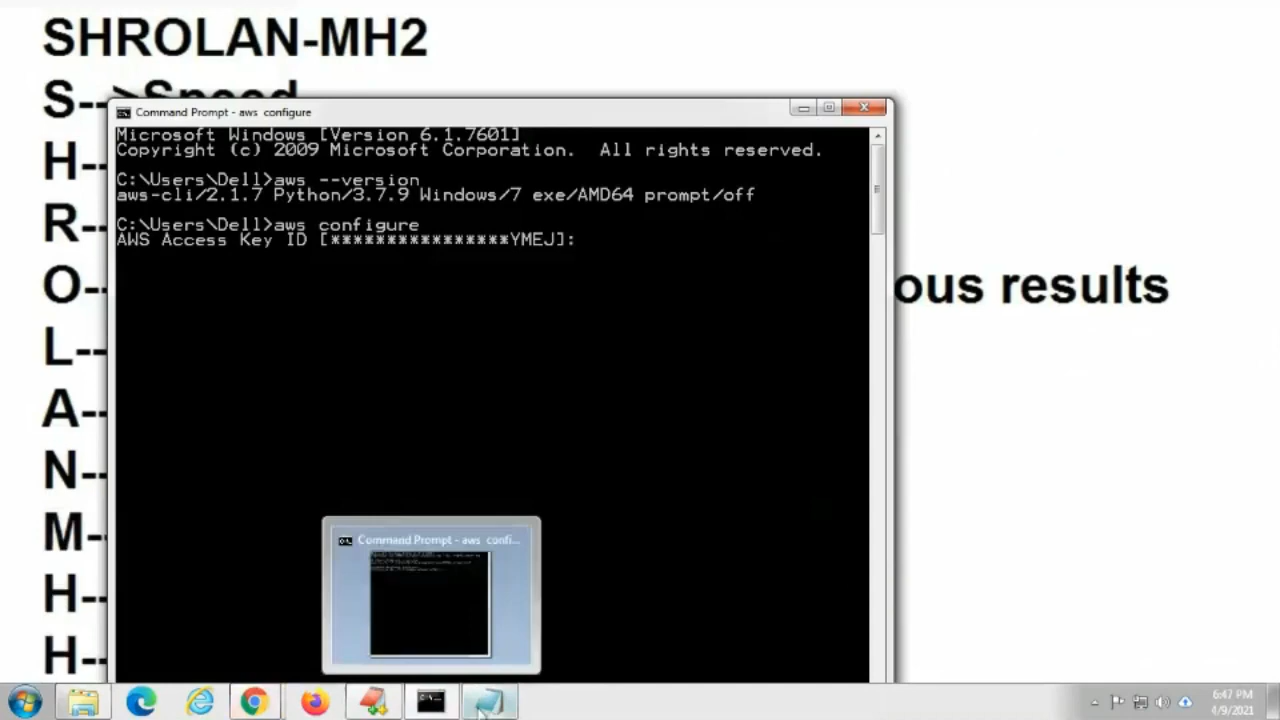 SHROLAN-MH2
S-->Speed
Command Prompt - aws configure
Microsoft Windows [Version 6.1.7601]
Copyright (c) 2009 Microsoft Corporation. All rights reserved.
H--
C:\Users\Dell>aws --version
aws-cli/2.1.7 Python/3.7.9 Windows/7 exe/AMD64 prompt/off
R--
C:\Users\Dell>aws configure
AWS Access Key ID [****************YMEJ]:
O-- ous results
L--
A--
N--
M--
Command Prompt - aws confi...
H--
H--
6:47 PM
4/9/2021